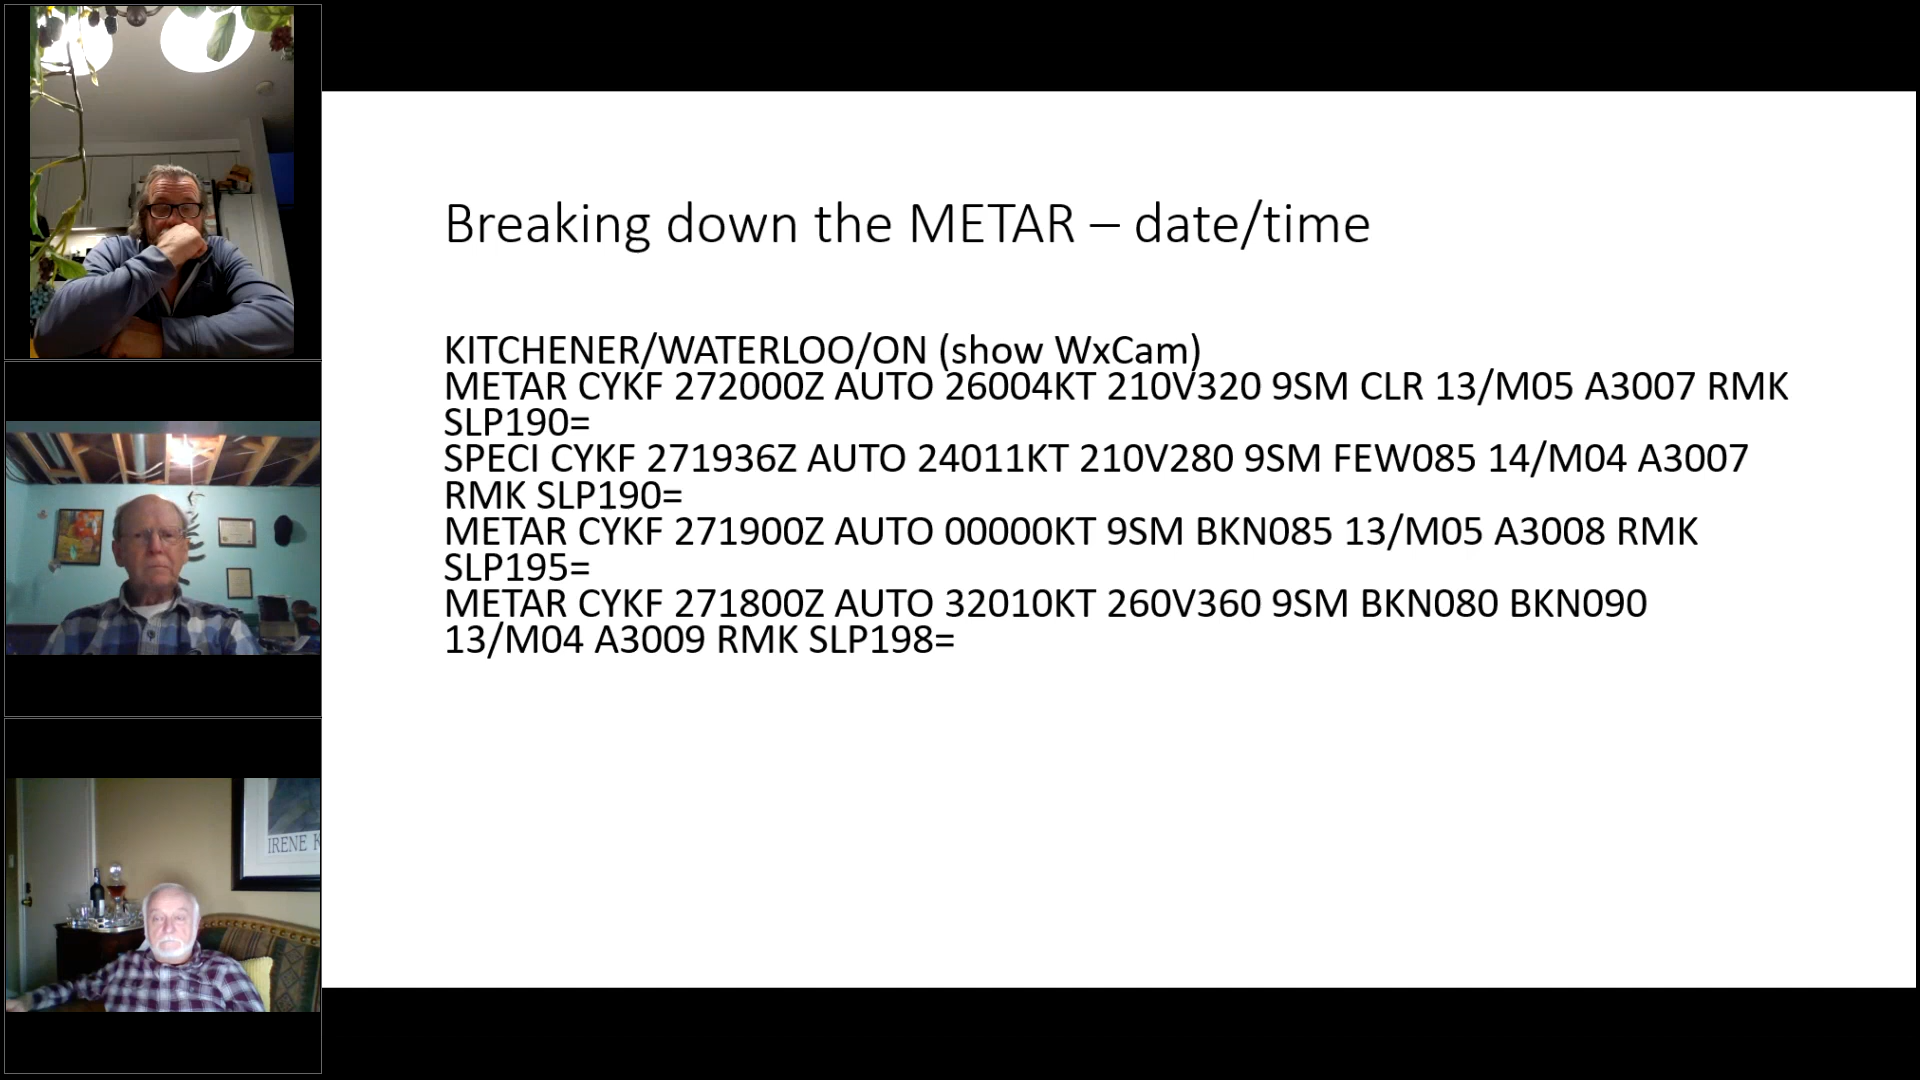 Breaking down the METAR – date/time
KITCHENER/WATERLOO/ON (show WxCam)
METAR CYKF 272000Z AUTO 26004KT 210V320 9SM CLR 13/M05 A3007 RMK
SLP190=
SPECI CYKF 271936Z AUTO 24011KT 210V280 9SM FEW085 14/M04 A3007
RMK SLP190=
METAR CYKF 271900Z AUTO 00000KT 9SM BKN085 13/M05 A3008 RMK
SLP195=
METAR CYKF 271800Z AUTO 32010KT 260V360 9SM BKN080 BKN090
13/M04 A3009 RMK SLP198=
IRENE K